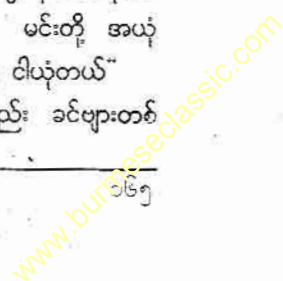 မင်းတို့ အယုံ
ငါယုံတယ်"
ည်း ခင်ဗျားတစ်
၁၆၅
www.burmeseclassic.com